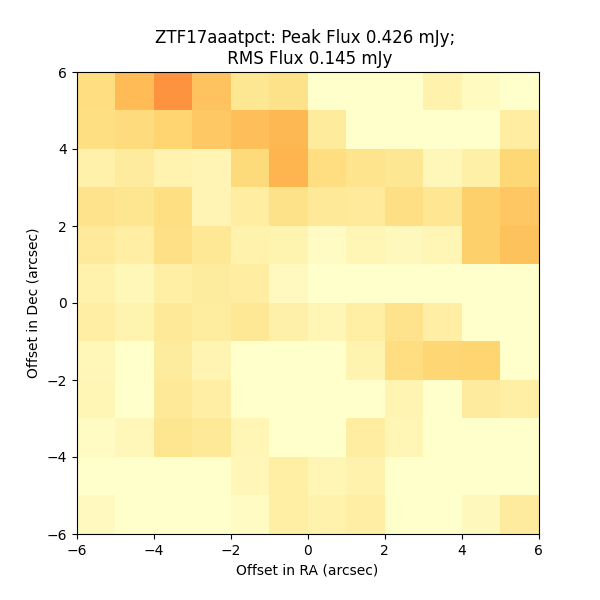 ZTF17aaatpct: Peak Flux 0.426 mJy;
RMS Flux 0.145 mJy
6
4
2
0
−2
−4
−6
Offset in Dec (arcsec)
−6 −4 −2 0 2 4 6
Offset in RA (arcsec)